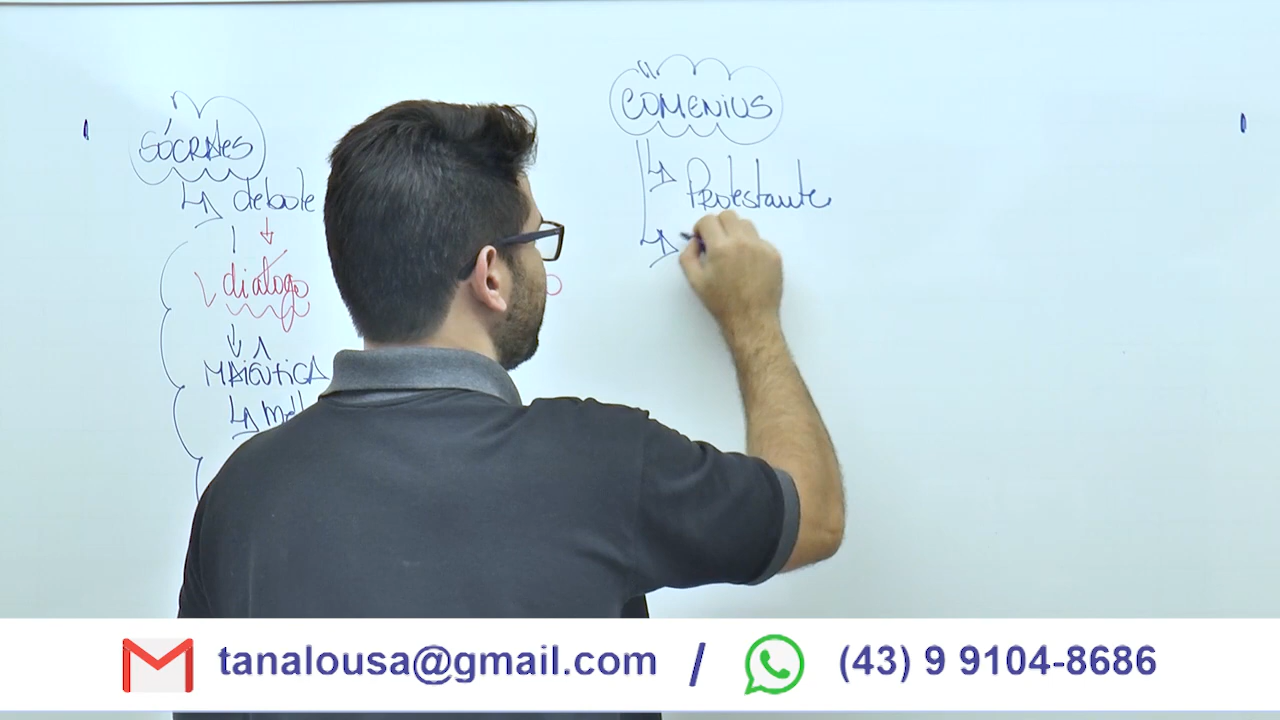 SÓCRATES
debate
diálogo
MAIÊUTICA
COMENIUS
Protestante
tanalousa@gmail.com / (43) 9 9104-8686